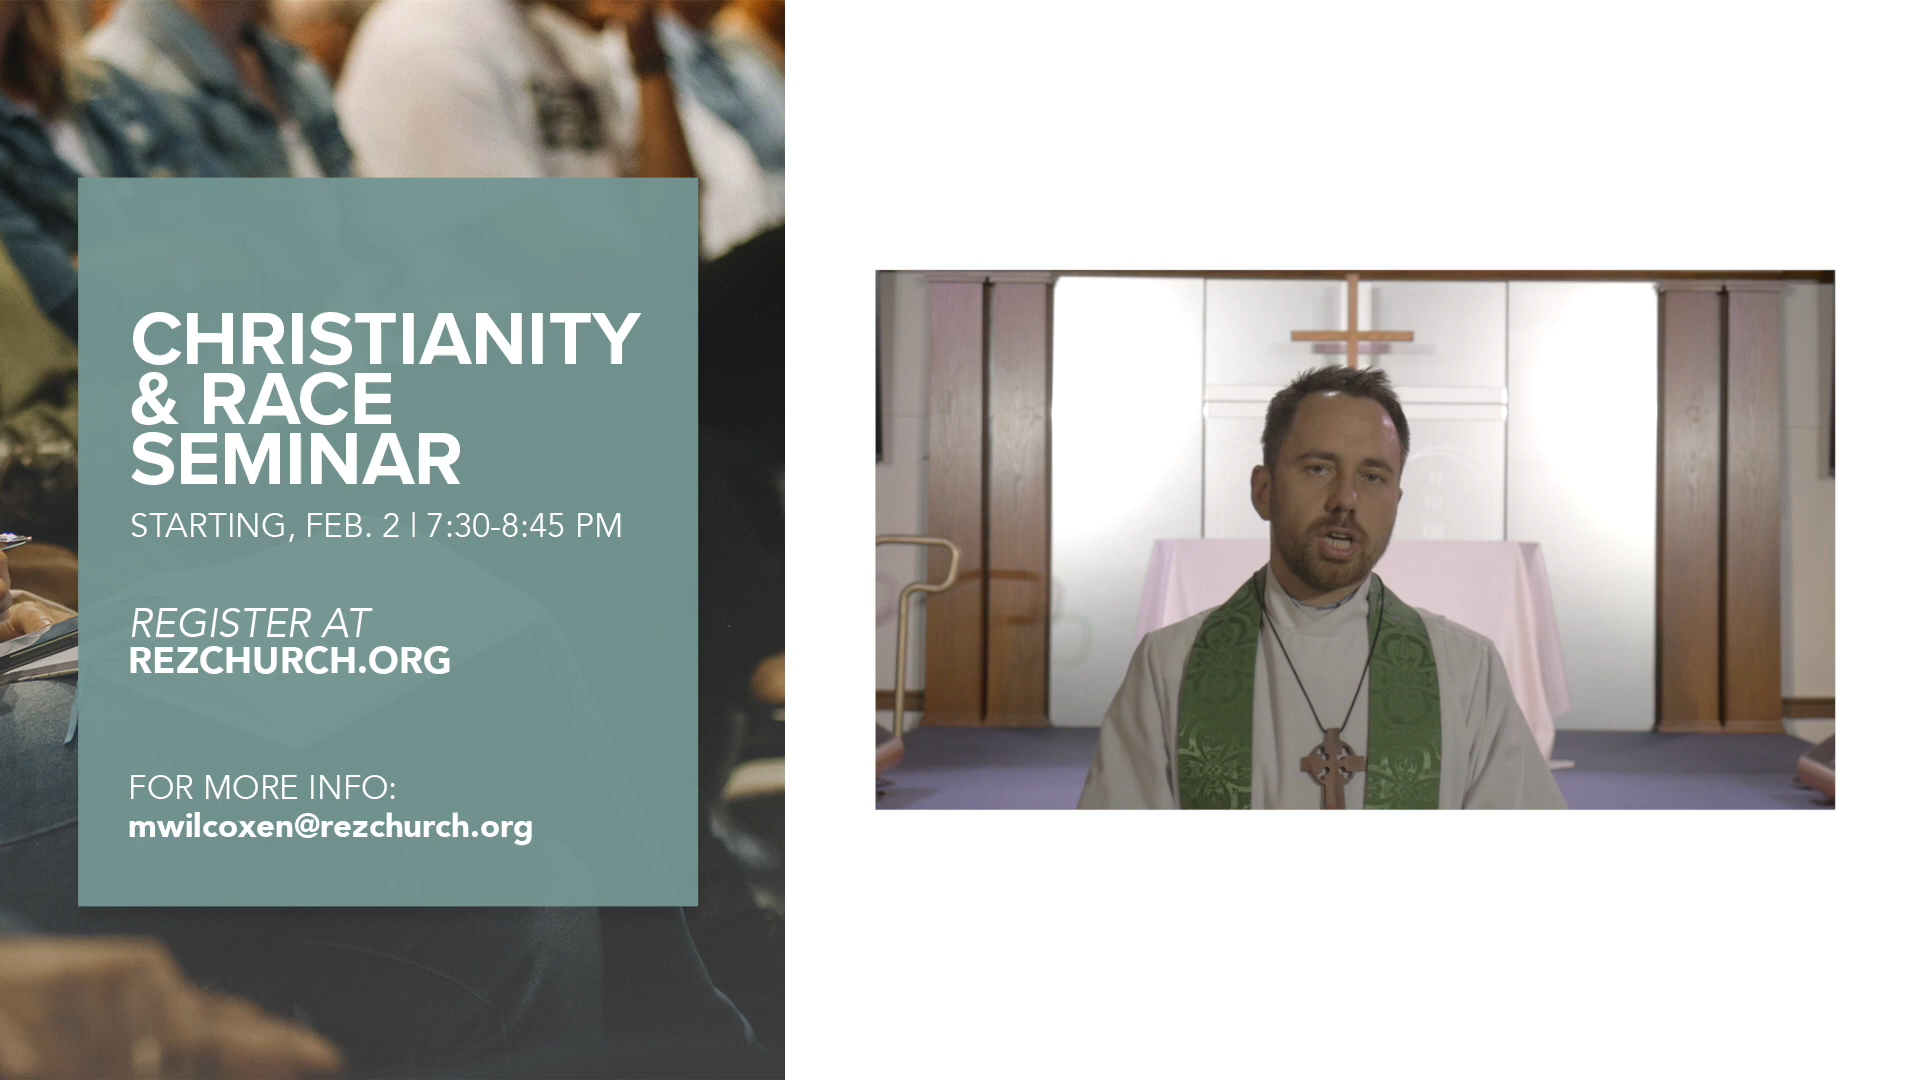 CHRISTIANITY
& RACE
SEMINAR
STARTING, FEB. 2 | 7:30-8:45 PM
REGISTER AT
REZCHURCH.ORG
FOR MORE INFO:
mwilcoxen@rezchurch.org